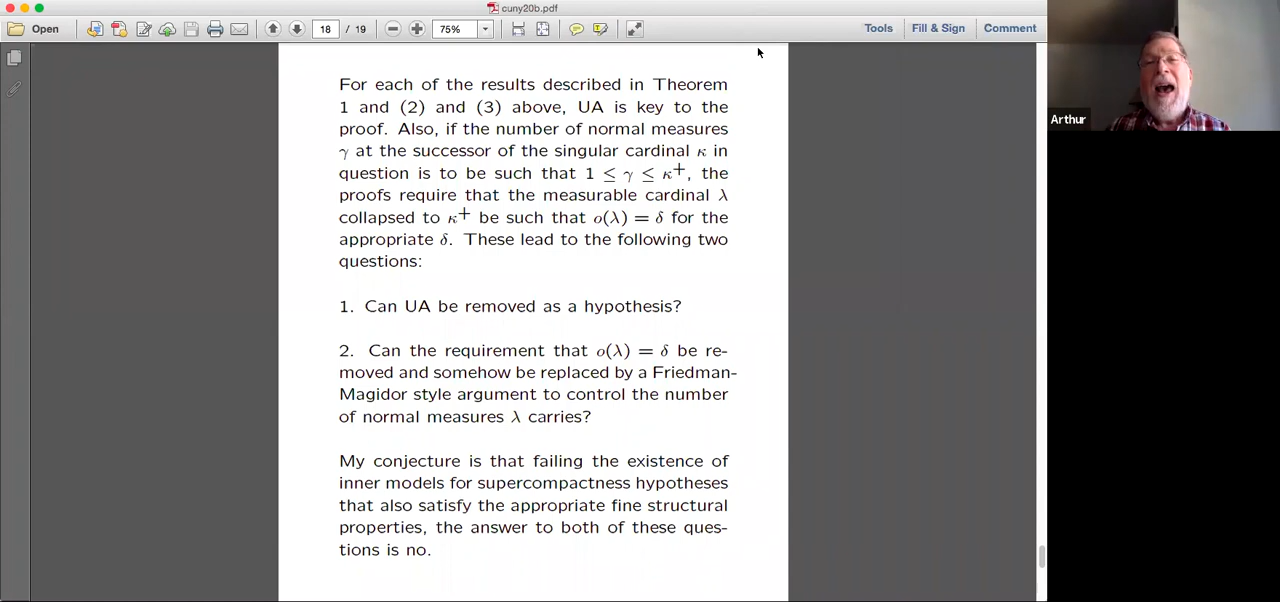 cuny20b.pdf
Open
18 / 19
75%
Tools
Fill & Sign
Comment
Arthur
For each of the results described in Theorem
1 and (2) and (3) above, UA is key to the
proof. Also, if the number of normal measures
γ at the successor of the singular cardinal κ in
question is to be such that 1 ≤ γ ≤ κ⁺, the
proofs require that the measurable cardinal λ
collapsed to κ⁺ be such that o(λ) = δ for the
appropriate δ. These lead to the following two
questions:
1. Can UA be removed as a hypothesis?
2. Can the requirement that o(λ) = δ be re-
moved and somehow be replaced by a Friedman-
Magidor style argument to control the number
of normal measures λ carries?
My conjecture is that failing the existence of
inner models for supercompactness hypotheses
that also satisfy the appropriate fine structural
properties, the answer to both of these ques-
tions is no.